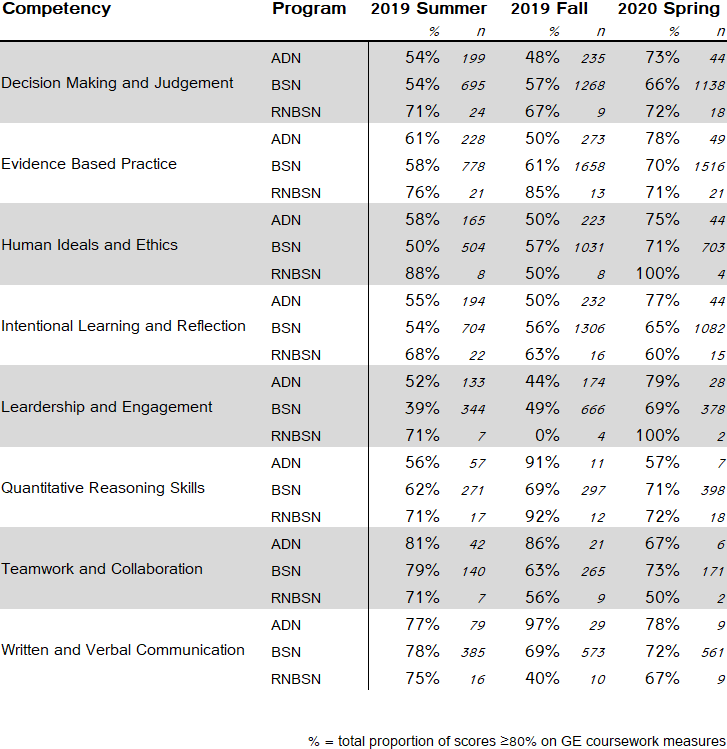 Competency Program 2019 Summer 2019 Fall 2020 Spring
% n % n % n
ADN 54% 199 48% 235 73% 44
Decision Making and Judgement BSN 54% 695 57% 1268 66% 1138
RNBSN 71% 24 67% 9 72% 18
ADN 61% 228 50% 273 78% 49
Evidence Based Practice BSN 58% 778 61% 1658 70% 1516
RNBSN 76% 21 85% 13 71% 21
ADN 58% 165 50% 223 75% 44
Human Ideals and Ethics BSN 50% 504 57% 1031 71% 703
RNBSN 88% 8 50% 8 100% 4
ADN 55% 194 50% 232 77% 44
Intentional Learning and Reflection BSN 54% 704 56% 1306 65% 1082
RNBSN 68% 22 63% 16 60% 15
ADN 52% 133 44% 174 79% 28
Leardership and Engagement BSN 39% 344 49% 666 69% 378
RNBSN 71% 7 0% 4 100% 2
ADN 56% 57 91% 11 57% 7
Quantitative Reasoning Skills BSN 62% 271 69% 297 71% 398
RNBSN 71% 17 92% 12 72% 18
ADN 81% 42 86% 21 67% 6
Teamwork and Collaboration BSN 79% 140 63% 265 73% 171
RNBSN 71% 7 56% 9 50% 2
ADN 77% 79 97% 29 78% 9
Written and Verbal Communication BSN 78% 385 69% 573 72% 561
RNBSN 75% 16 40% 10 67% 9
% = total proportion of scores ≥80% on GE coursework measures